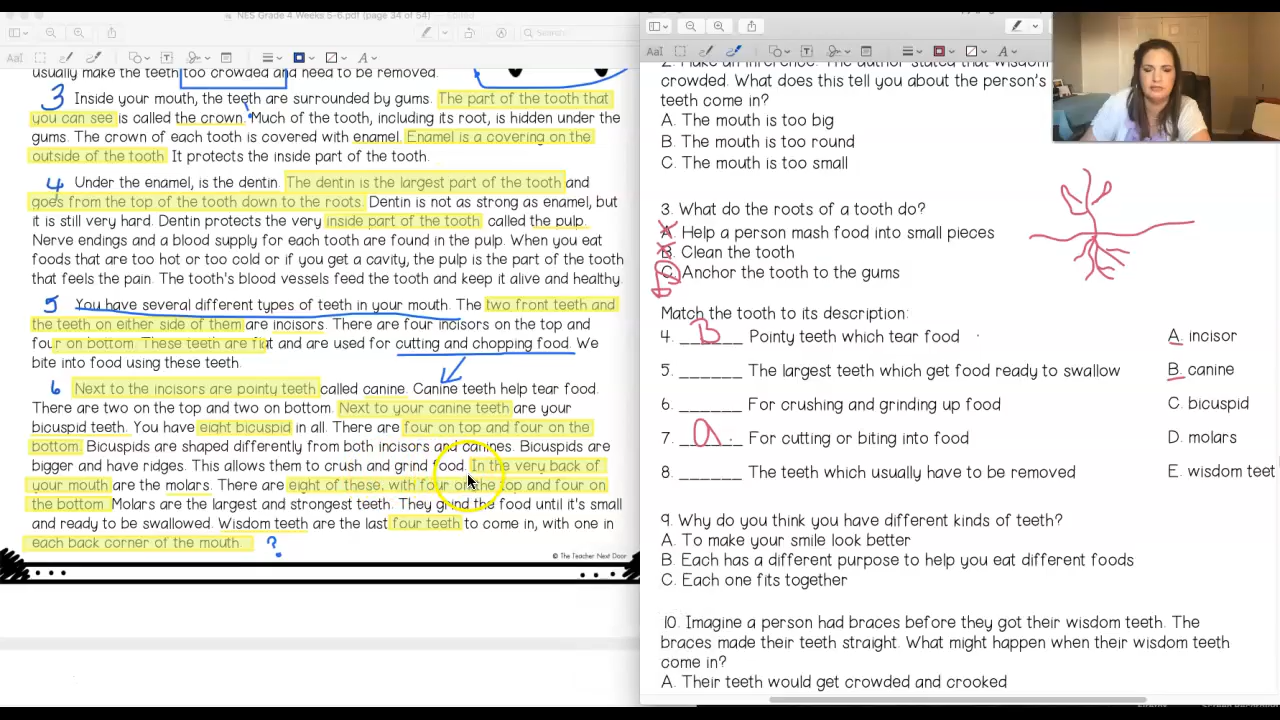 NES Grade 4 Weeks 5-6.pdf (page 34 of 54)
Search
usually make the teeth too crowded and need to be removed.
3 Inside your mouth, the teeth are surrounded by gums. The part of the tooth that
you can see is called the crown. Much of the tooth, including its root, is hidden under the
gums. The crown of each tooth is covered with enamel. Enamel is a covering on the
outside of the tooth. It protects the inside part of the tooth.
4 Under the enamel, is the dentin. The dentin is the largest part of the tooth and
goes from the top of the tooth down to the roots. Dentin is not as strong as enamel, but
it is still very hard. Dentin protects the very inside part of the tooth called the pulp.
Nerve endings and a blood supply for each tooth are found in the pulp. When you eat
foods that are too hot or too cold or if you get a cavity, the pulp is the part of the tooth
that feels the pain. The tooth's blood vessels feed the tooth and keep it alive and healthy.
5 You have several different types of teeth in your mouth. The two front teeth and
the teeth on either side of them are incisors. There are four incisors on the top and
four on bottom. These teeth are flat and are used for cutting and chopping food. We
bite into food using these teeth.
6 Next to the incisors are pointy teeth called canine. Canine teeth help tear food.
There are two on the top and two on bottom. Next to your canine teeth are your
bicuspid teeth. You have eight bicuspid in all. There are four on top and four on the
bottom. Bicuspids are shaped differently from both incisors and canines. Bicuspids are
bigger and have ridges. This allows them to crush and grind food. In the very back of
your mouth are the molars. There are eight of these, with four on the top and four on
the bottom. Molars are the largest and strongest teeth. They grind the food until it's small
and ready to be swallowed. Wisdom teeth are the last four teeth to come in, with one in
each back corner of the mouth. ?
© The Teacher Next Door
2. Make an inference. The author stated that wisdom
crowded. What does this tell you about the person's
teeth come in?
A. The mouth is too big
B. The mouth is too round
C. The mouth is too small
3. What do the roots of a tooth do?
A. Help a person mash food into small pieces
B. Clean the tooth
C. Anchor the tooth to the gums
Match the tooth to its description:
4. __B__ Pointy teeth which tear food A. incisor
5. ______ The largest teeth which get food ready to swallow B. canine
6. ______ For crushing and grinding up food C. bicuspid
7. __a__ For cutting or biting into food D. molars
8. ______ The teeth which usually have to be removed E. wisdom teet
9. Why do you think you have different kinds of teeth?
A. To make your smile look better
B. Each has a different purpose to help you eat different foods
C. Each one fits together
10. Imagine a person had braces before they got their wisdom teeth. The
braces made their teeth straight. What might happen when their wisdom teeth
come in?
A. Their teeth would get crowded and crooked